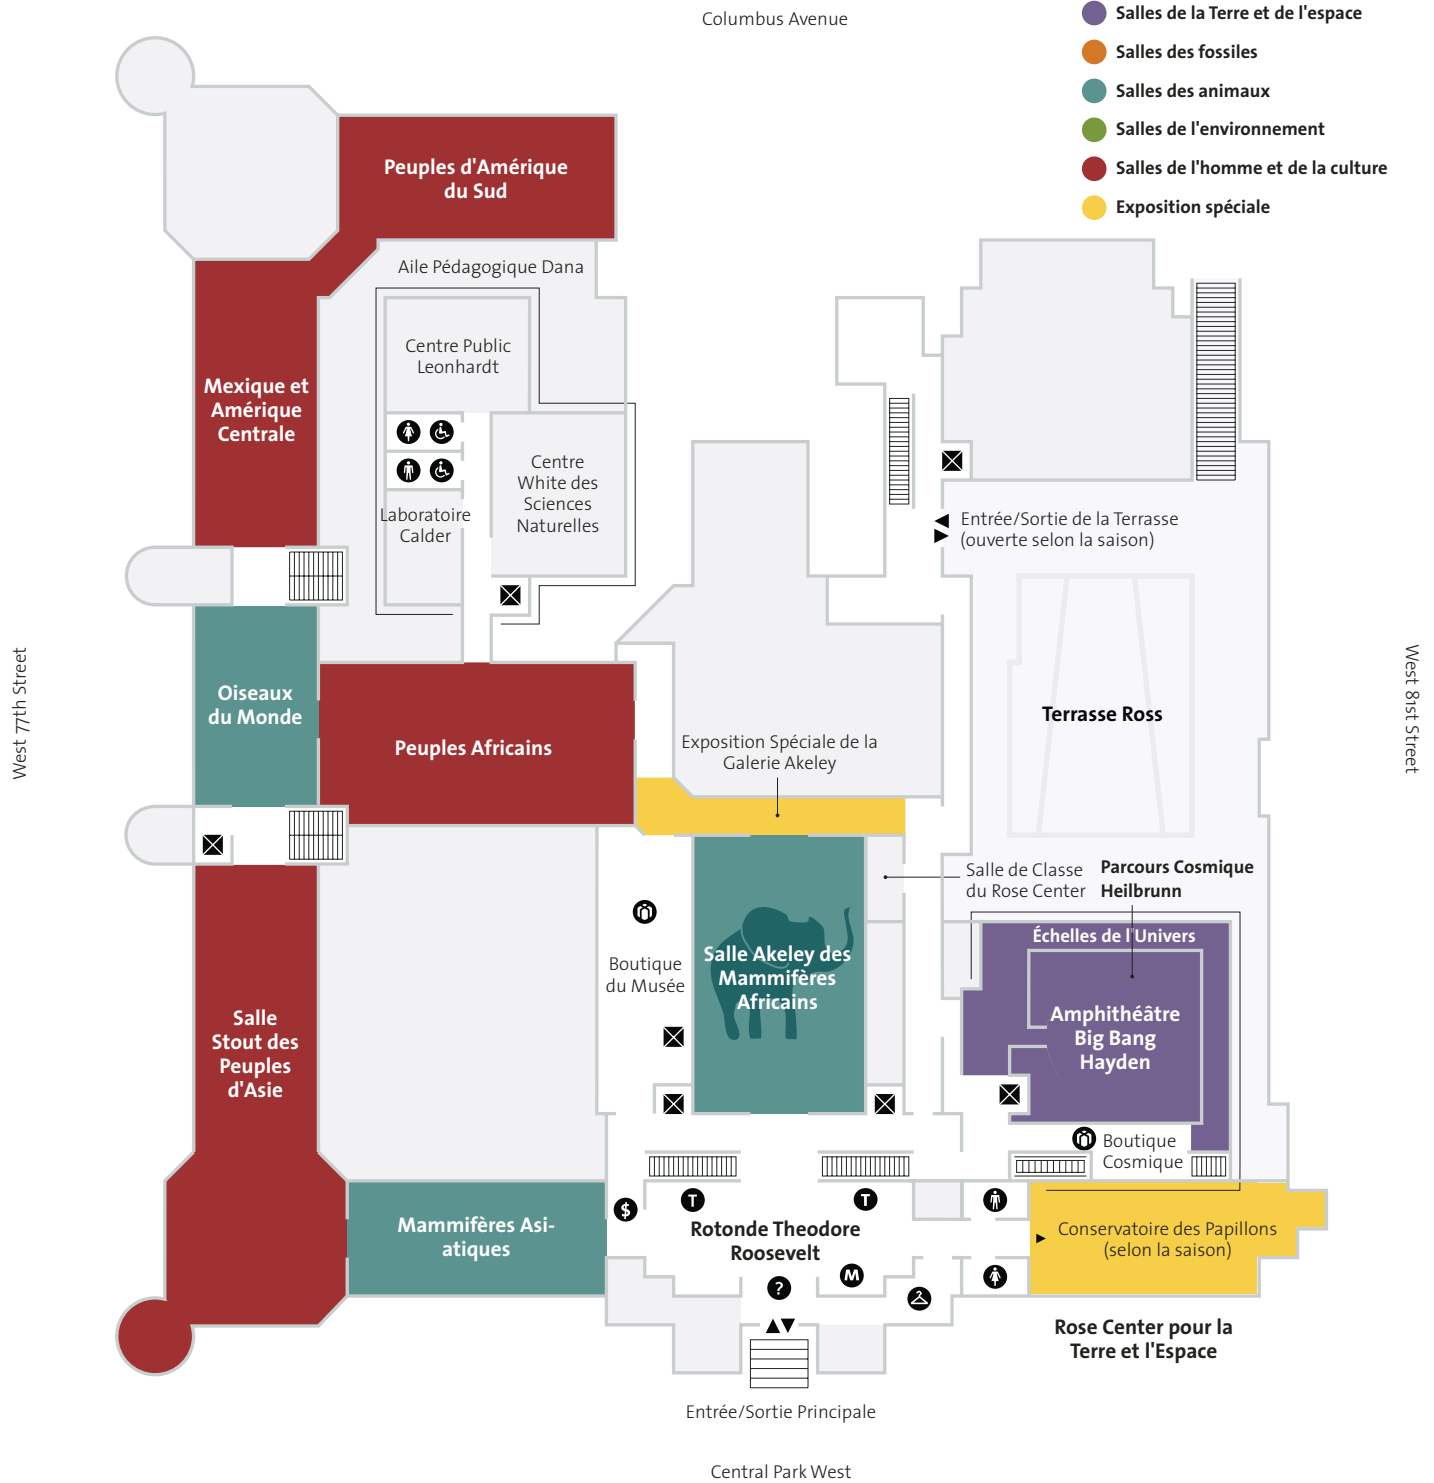 Columbus Avenue
Salles de la Terre et de l'espace
Salles des fossiles
Salles des animaux
Salles de l'environnement
Salles de l'homme et de la culture
Exposition spéciale
Peuples d'Amérique
du Sud
Aile Pédagogique Dana
Centre Public
Leonhardt
Mexique et
Amérique
Centrale
Centre
White des
Sciences
Naturelles
Laboratoire
Calder
Entrée/Sortie de la Terrasse
(ouverte selon la saison)
West 77th Street
West 81st Street
Oiseaux
du Monde
Peuples Africains
Terrasse Ross
Exposition Spéciale de la
Galerie Akeley
Salle de Classe
du Rose Center
Parcours Cosmique
Heilbrunn
Échelles de l'Univers
Boutique
du Musée
Salle Akeley des
Mammifères
Africains
Amphithéâtre
Big Bang
Hayden
Salle
Stout des
Peuples
d'Asie
Boutique
Cosmique
$
T
T
Mammifères Asi-
atiques
Rotonde Theodore
Roosevelt
M
?
Conservatoire des Papillons
(selon la saison)
Rose Center pour la
Terre et l'Espace
Entrée/Sortie Principale
Central Park West